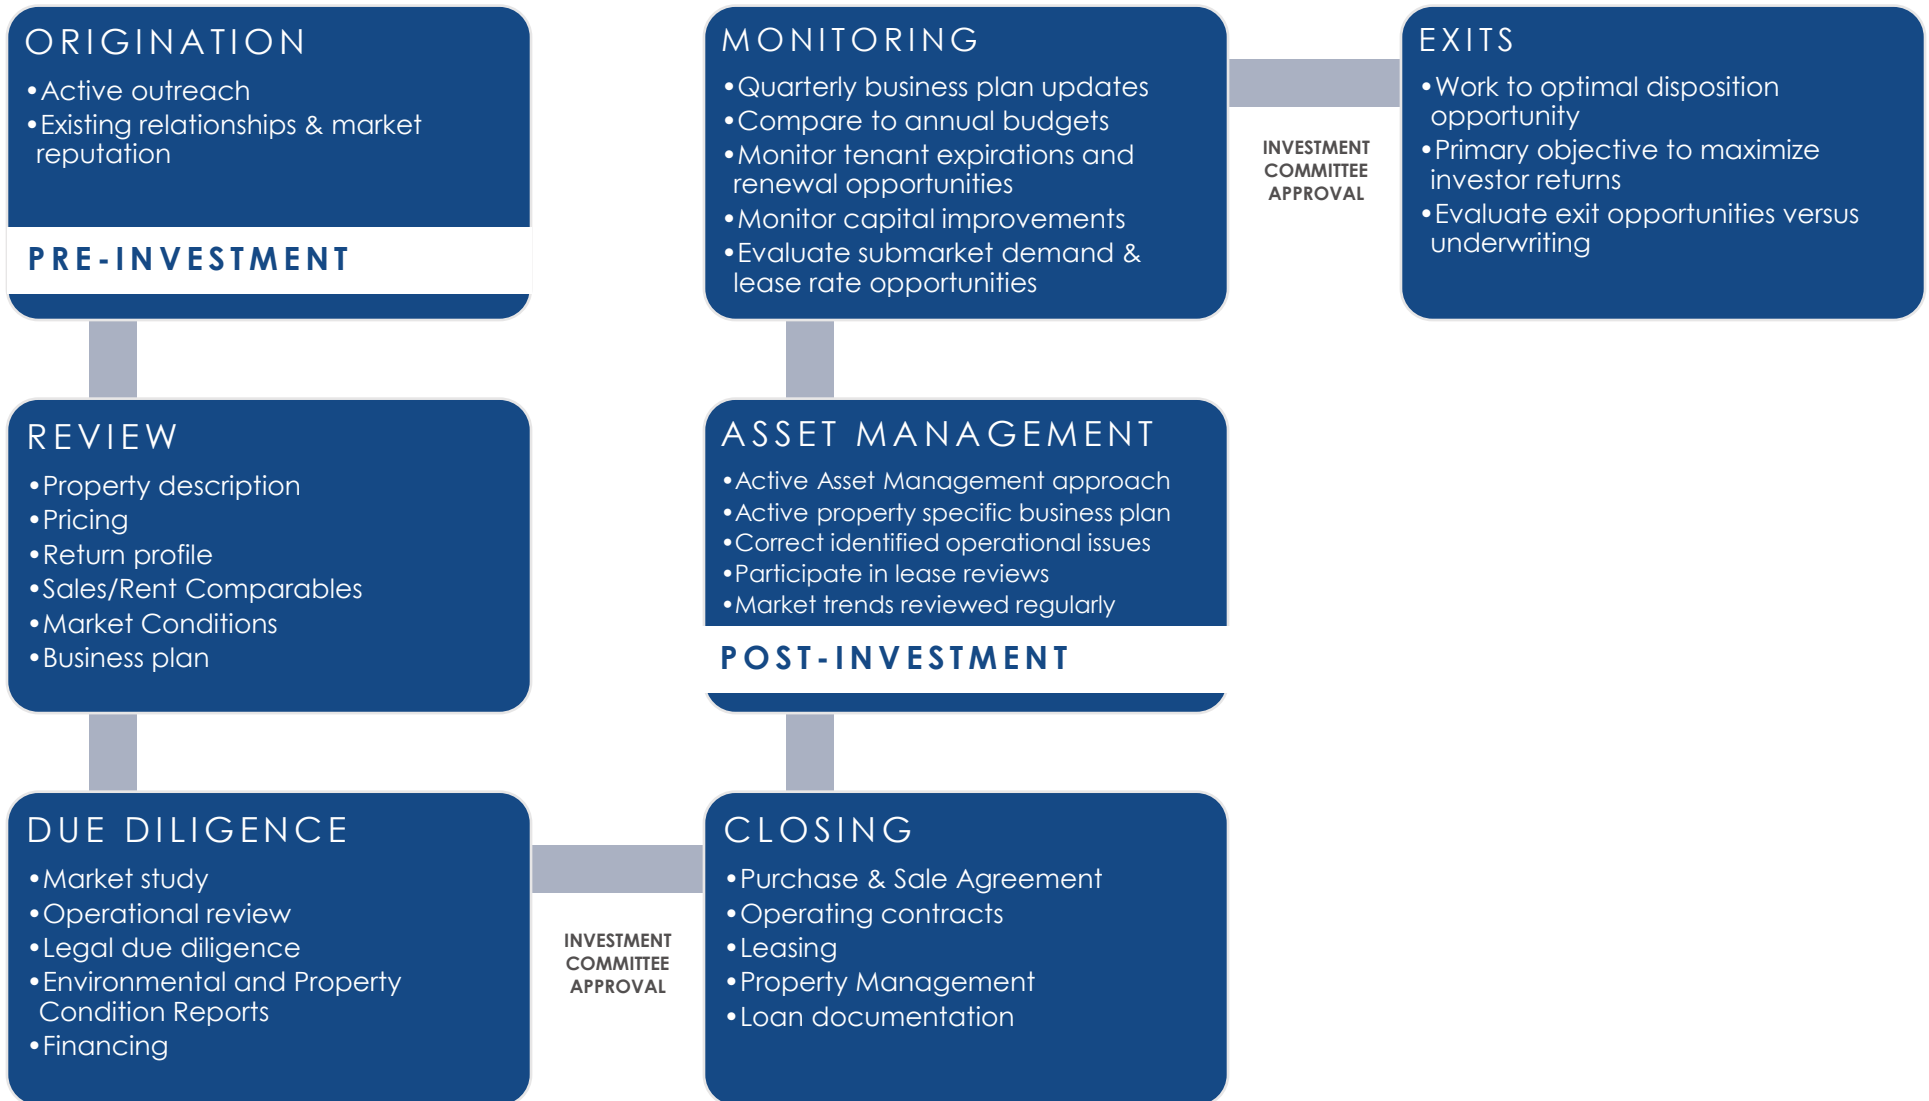 ORIGINATION
•Active outreach
•Existing relationships & market
reputation
PRE-INVESTMENT
REVIEW
•Property description
•Pricing
•Return profile
•Sales/Rent Comparables
•Market Conditions
•Business plan
DUE DILIGENCE
•Market study
•Operational review
•Legal due diligence
•Environmental and Property
Condition Reports
•Financing
INVESTMENT
COMMITTEE
APPROVAL
CLOSING
•Purchase & Sale Agreement
•Operating contracts
•Leasing
•Property Management
•Loan documentation
ASSET MANAGEMENT
•Active Asset Management approach
•Active property specific business plan
•Correct identified operational issues
•Participate in lease reviews
•Market trends reviewed regularly
POST-INVESTMENT
MONITORING
•Quarterly business plan updates
•Compare to annual budgets
•Monitor tenant expirations and
renewal opportunities
•Monitor capital improvements
•Evaluate submarket demand &
lease rate opportunities
INVESTMENT
COMMITTEE
APPROVAL
EXITS
•Work to optimal disposition
opportunity
•Primary objective to maximize
investor returns
•Evaluate exit opportunities versus
underwriting